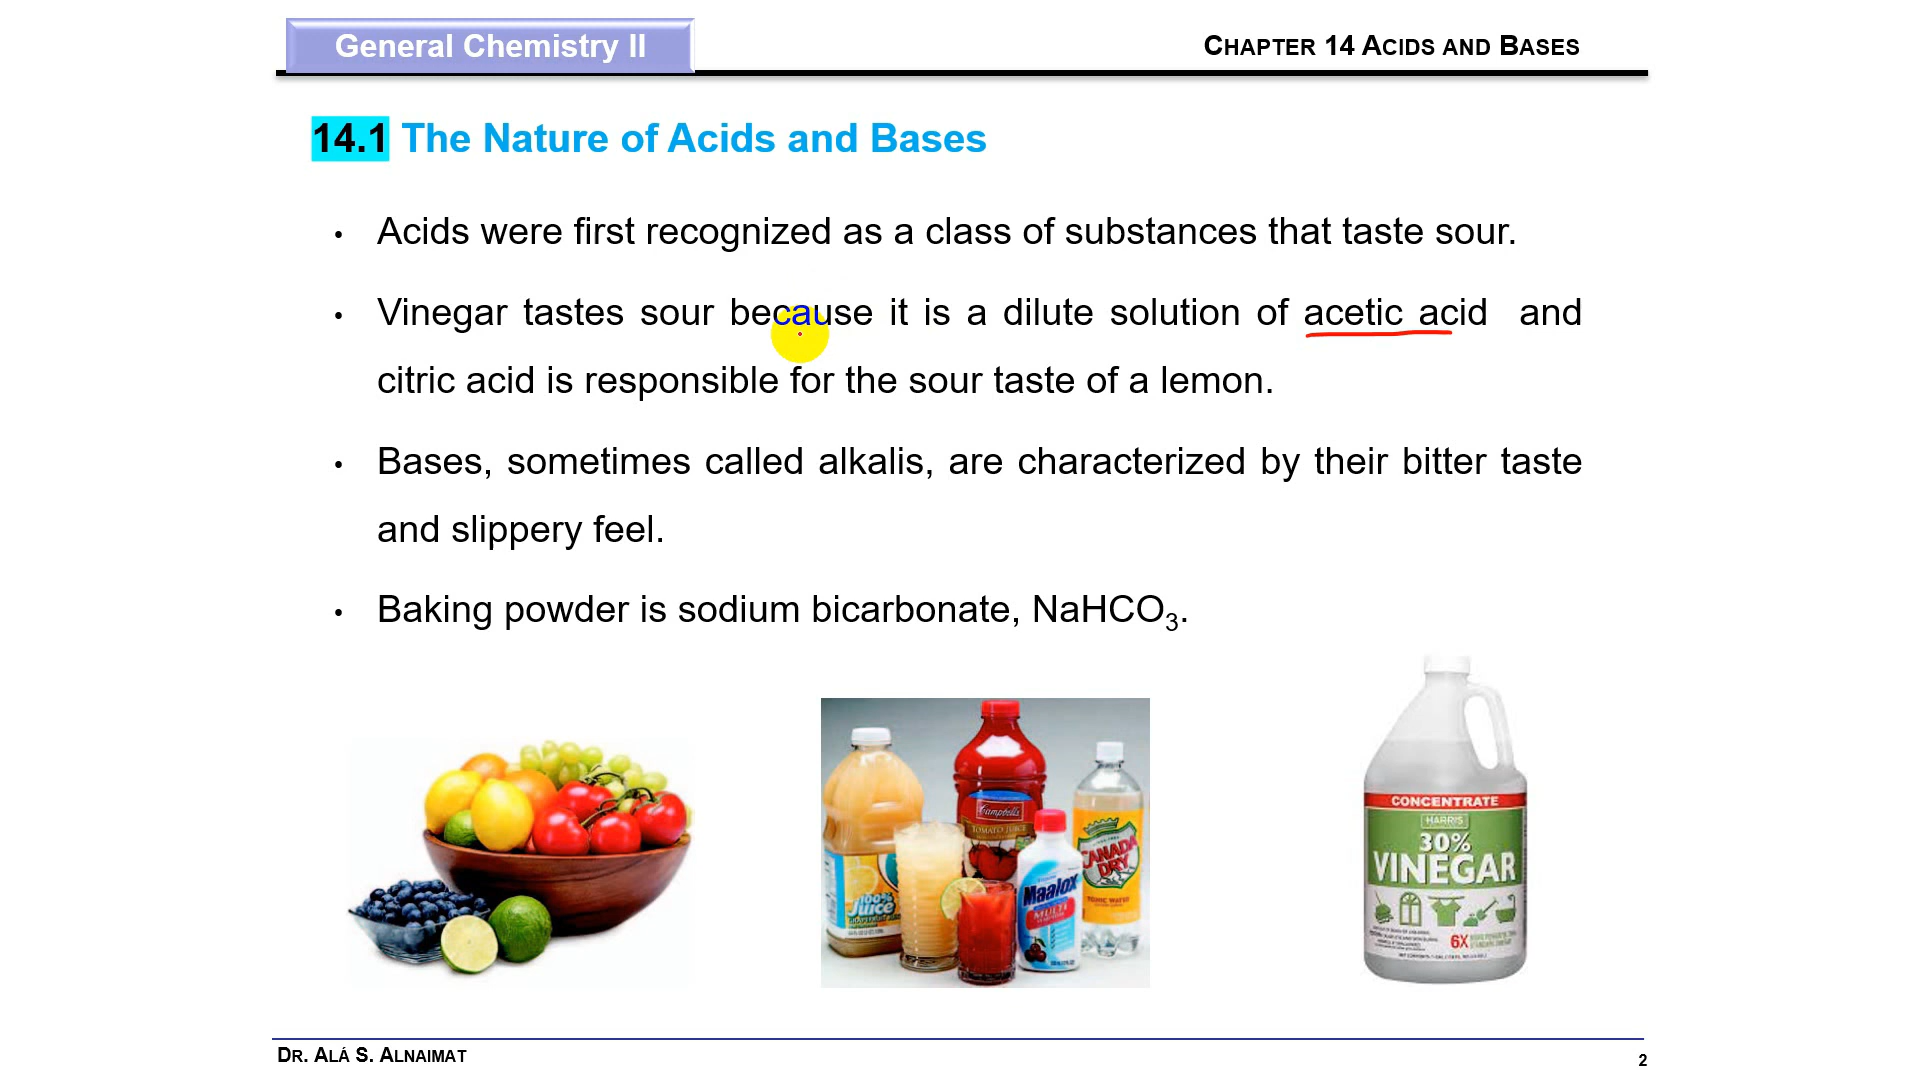 General Chemistry II
CHAPTER 14 ACIDS AND BASES
14.1 The Nature of Acids and Bases
• Acids were first recognized as a class of substances that taste sour.
• Vinegar tastes sour because it is a dilute solution of acetic acid and
citric acid is responsible for the sour taste of a lemon.
• Bases, sometimes called alkalis, are characterized by their bitter taste
and slippery feel.
• Baking powder is sodium bicarbonate, NaHCO₃.
100%
Juice
Campbell's
TOMATO JUICE
Maalox
MULTI
CANADA
DRY
TONIC WATER
CONCENTRATE
HARRIS
30%
VINEGAR
6X
DR. ALÁ S. ALNAIMAT
2